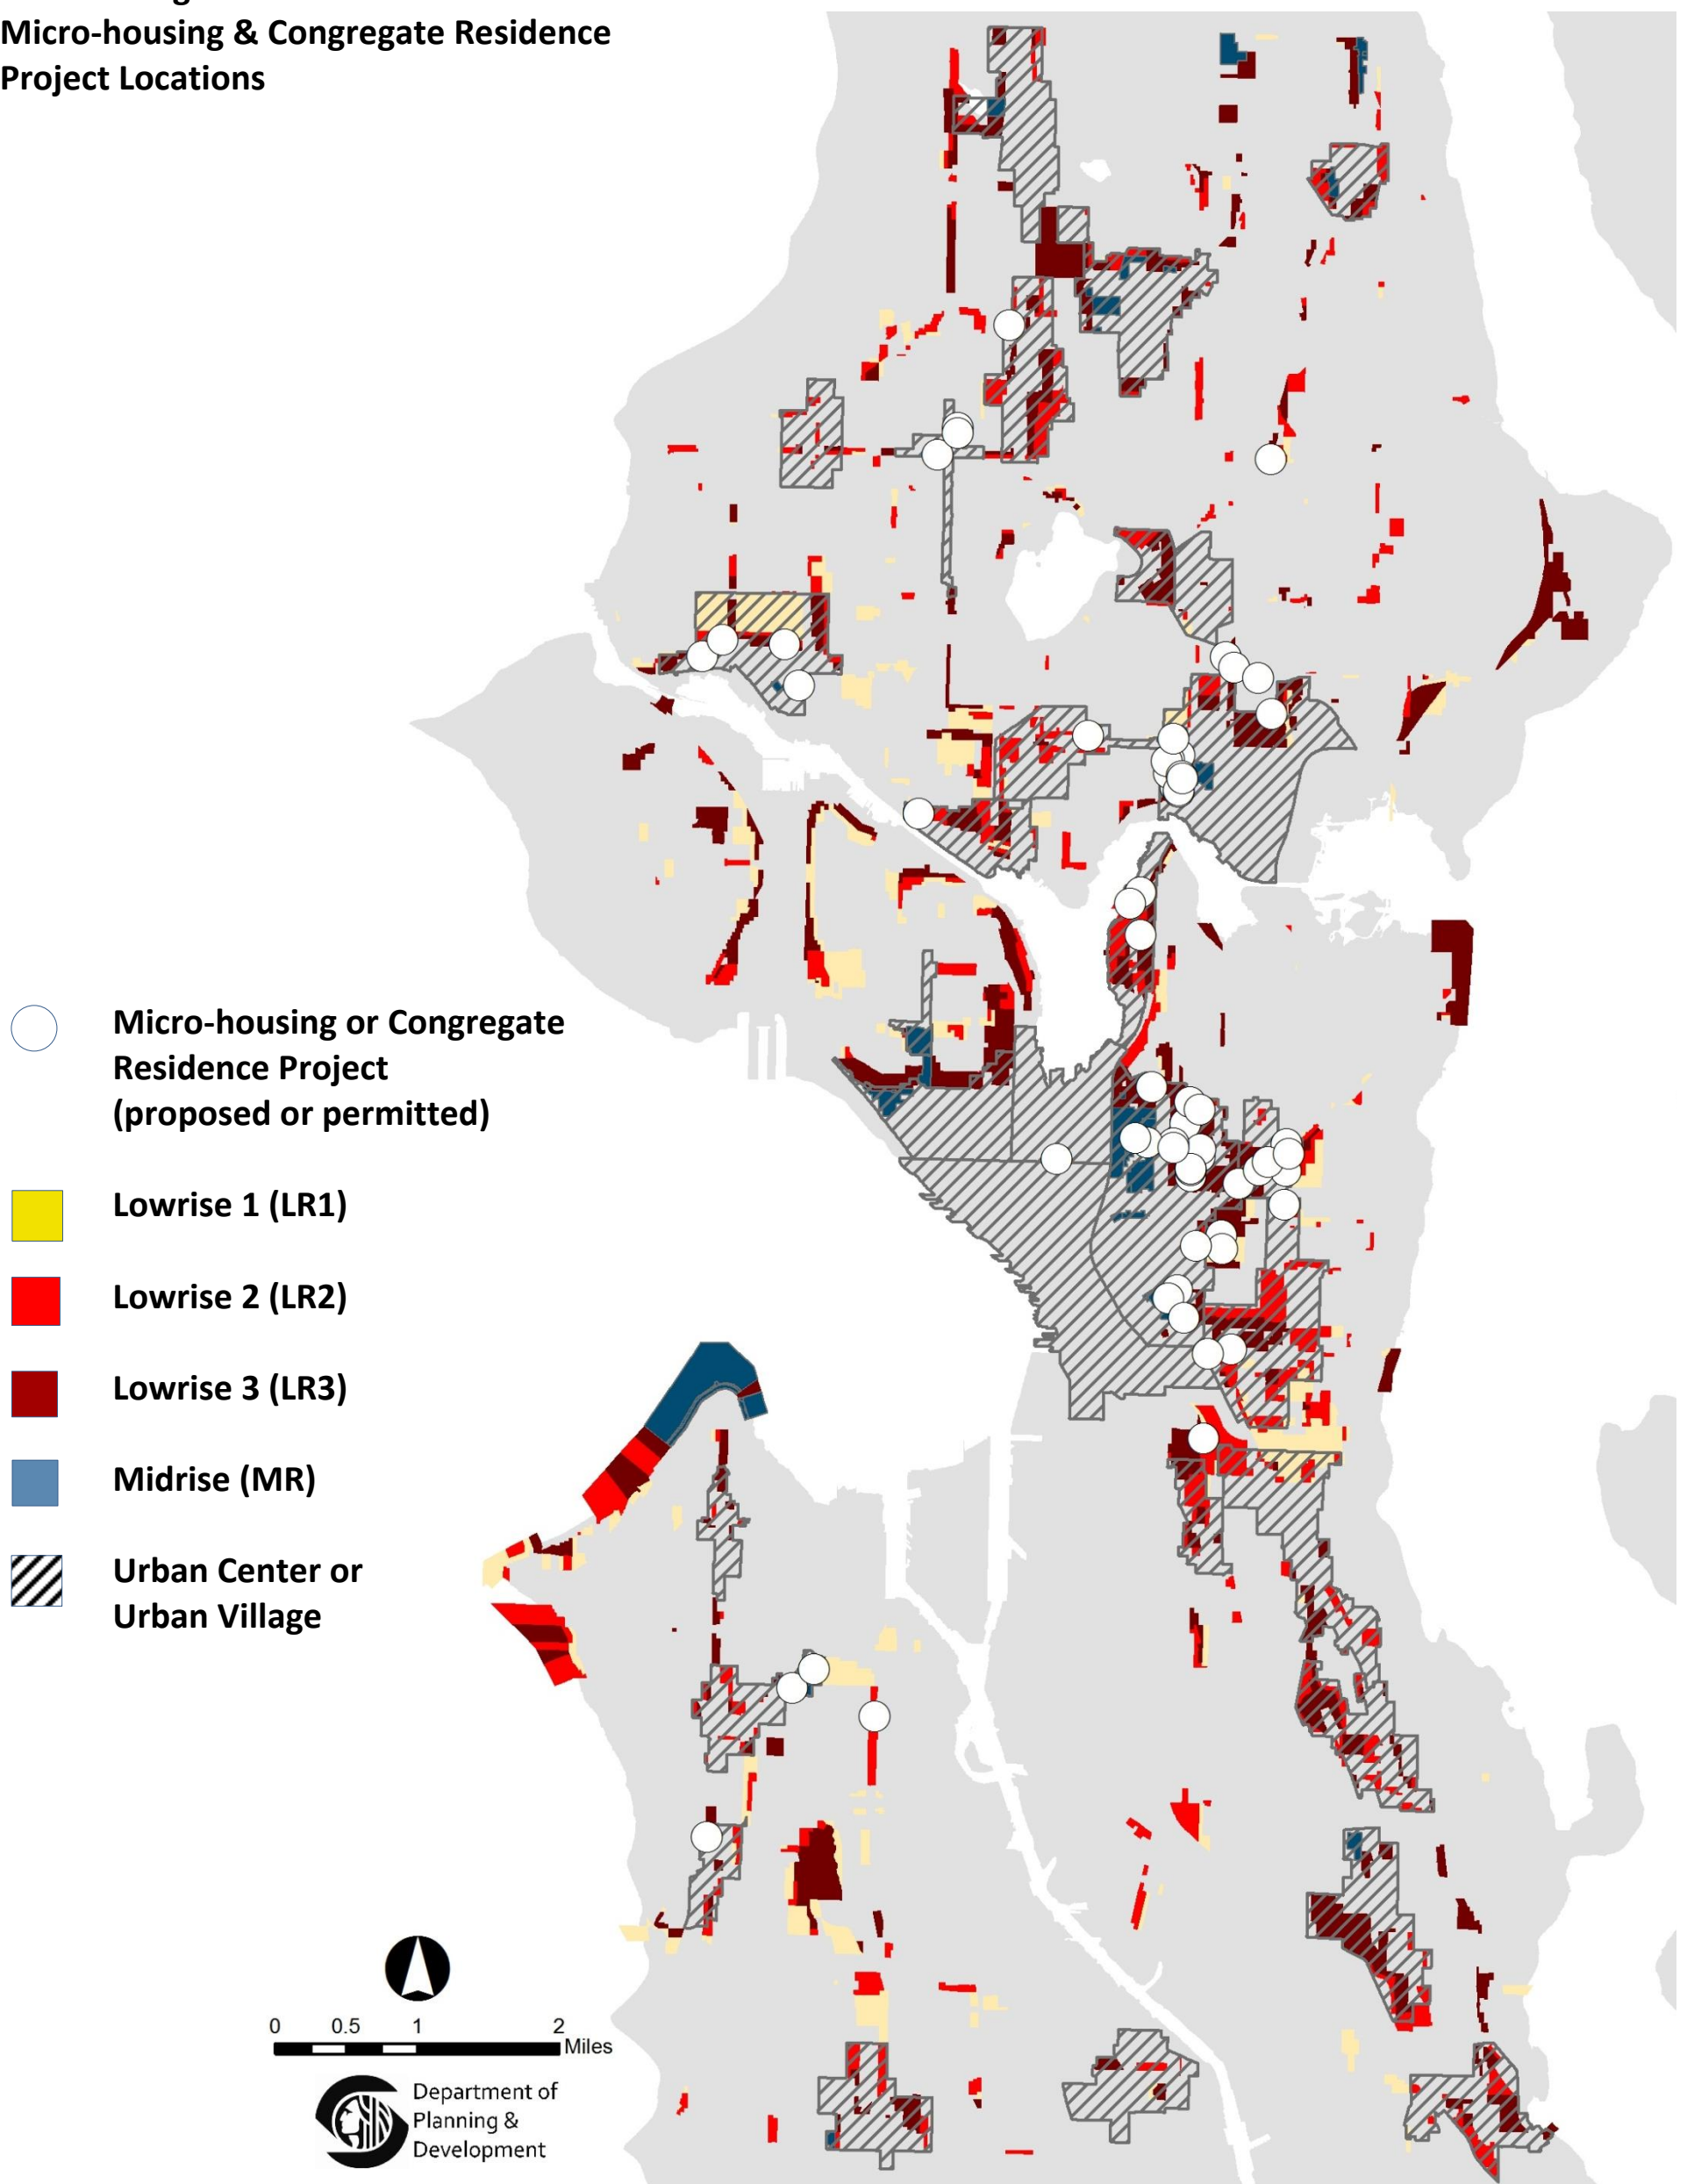 Micro-housing & Congregate Residence
Project Locations
Micro-housing or Congregate
Residence Project
(proposed or permitted)
Lowrise 1 (LR1)
Lowrise 2 (LR2)
Lowrise 3 (LR3)
Midrise (MR)
Urban Center or
Urban Village
0 0.5 1 2
Miles
Department of
Planning &
Development